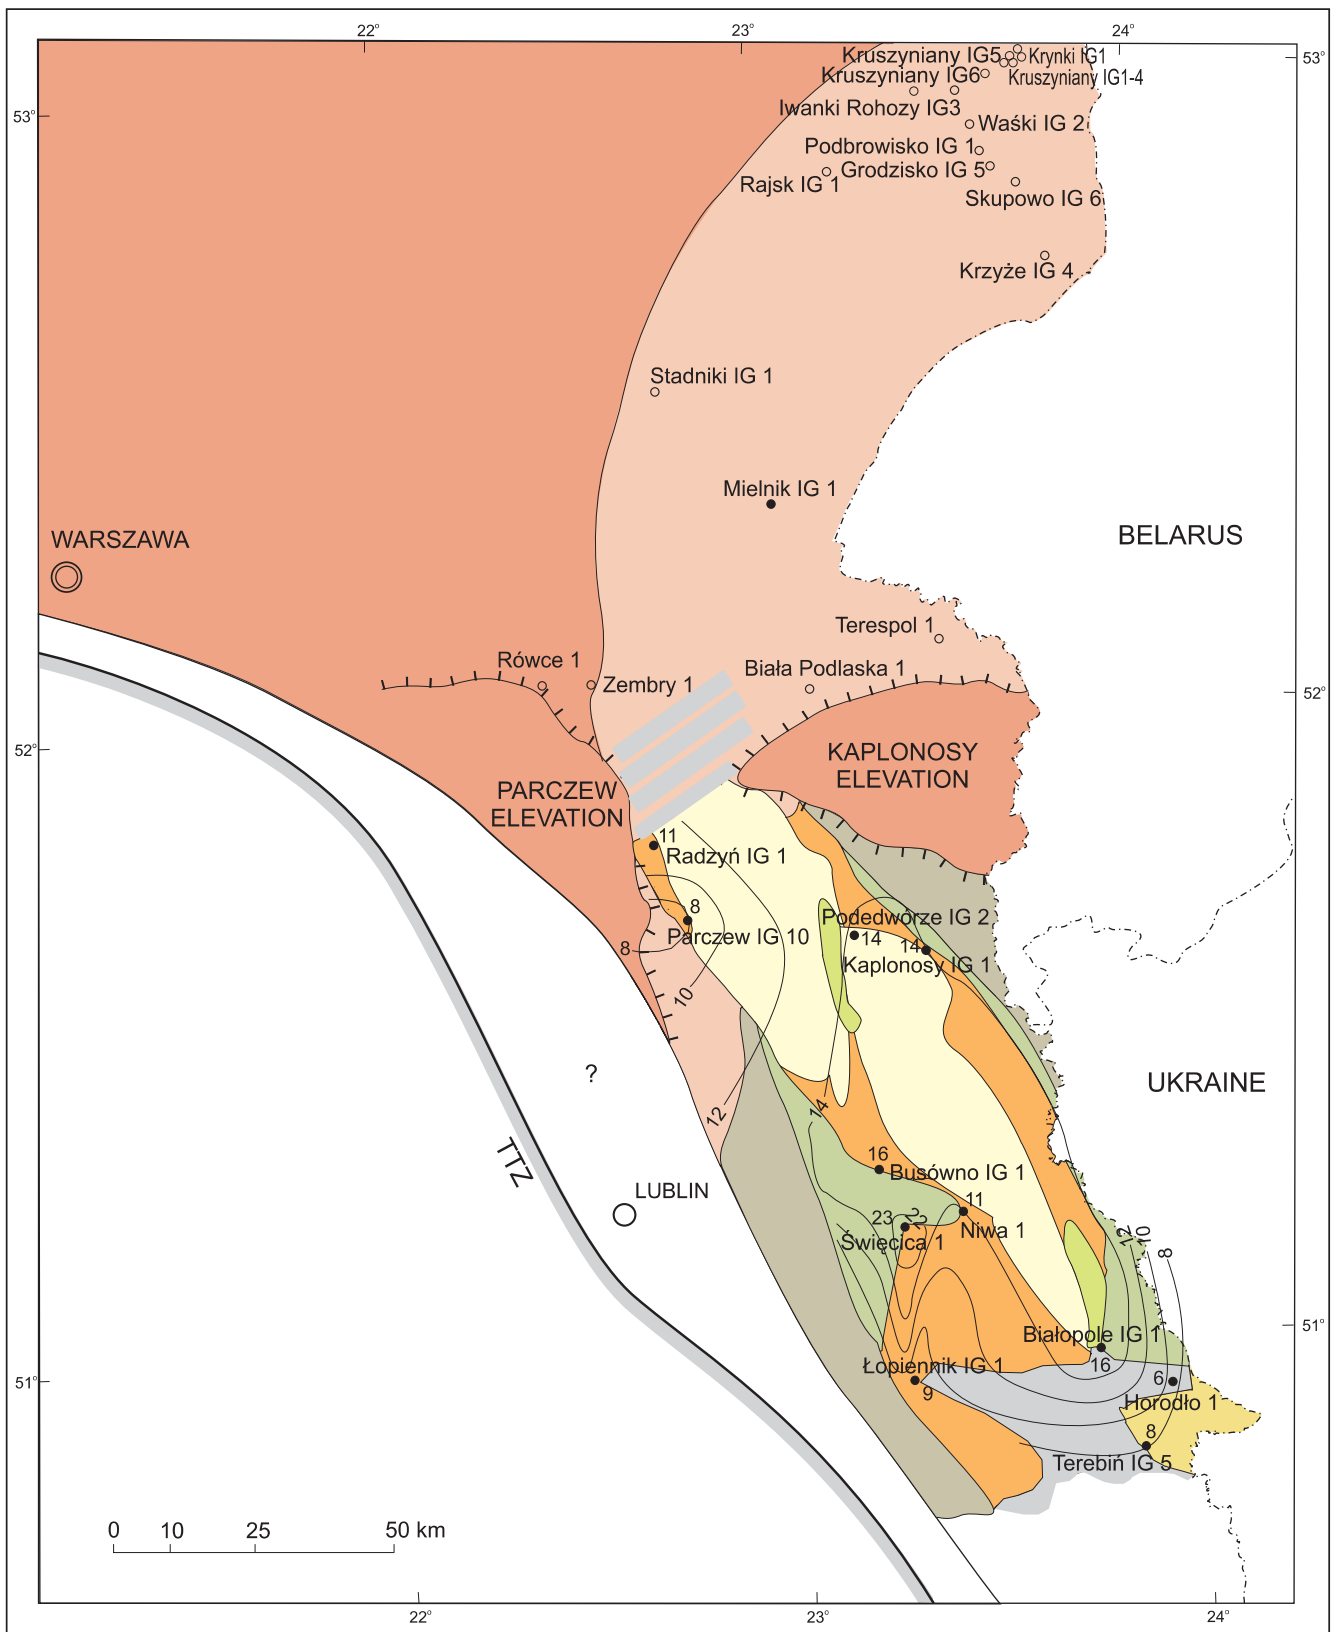 22°
23°
24°
53°
53°
Kruszyniany IG5
Krynki IG1
Kruszyniany IG6
Kruszyniany IG1-4
Iwanki Rohozy IG3
Waśki IG 2
Podbrowisko IG 1
Grodzisko IG 5
Rajsk IG 1
Skupowo IG 6
Krzyże IG 4
Stadniki IG 1
Mielnik IG 1
WARSZAWA
BELARUS
Terespol 1
Rówce 1
Zembry 1
Biała Podlaska 1
52°
52°
KAPLONOSY
ELEVATION
PARCZEW
ELEVATION
11
Radzyń IG 1
8
Parczew IG 10
8
10
Podedwórze IG 2
14
14
Kaplonosy IG 1
?
12
14
UKRAINE
TTZ
16
Busówno IG 1
LUBLIN
11
Niwa 1
23
22
Święcica 1
12
10
8
51°
51°
Białopole IG 1
16
Łopiennik IG 1
9
6
Horodło 1
8
Terebiń IG 5
0
10
25
50 km
22°
23°
24°